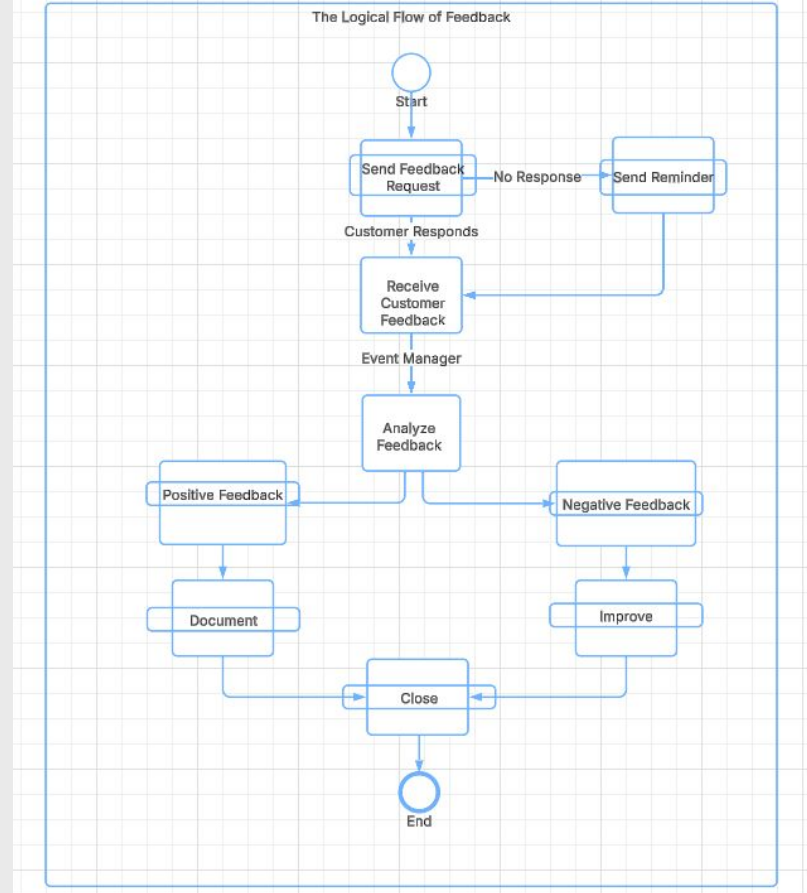 The Logical Flow of Feedback
Start
Send Feedback
Request
No Response
Send Reminder
Customer Responds
Receive
Customer
Feedback
Event Manager
Analyze
Feedback
Positive Feedback
Negative Feedback
Document
Improve
Close
End